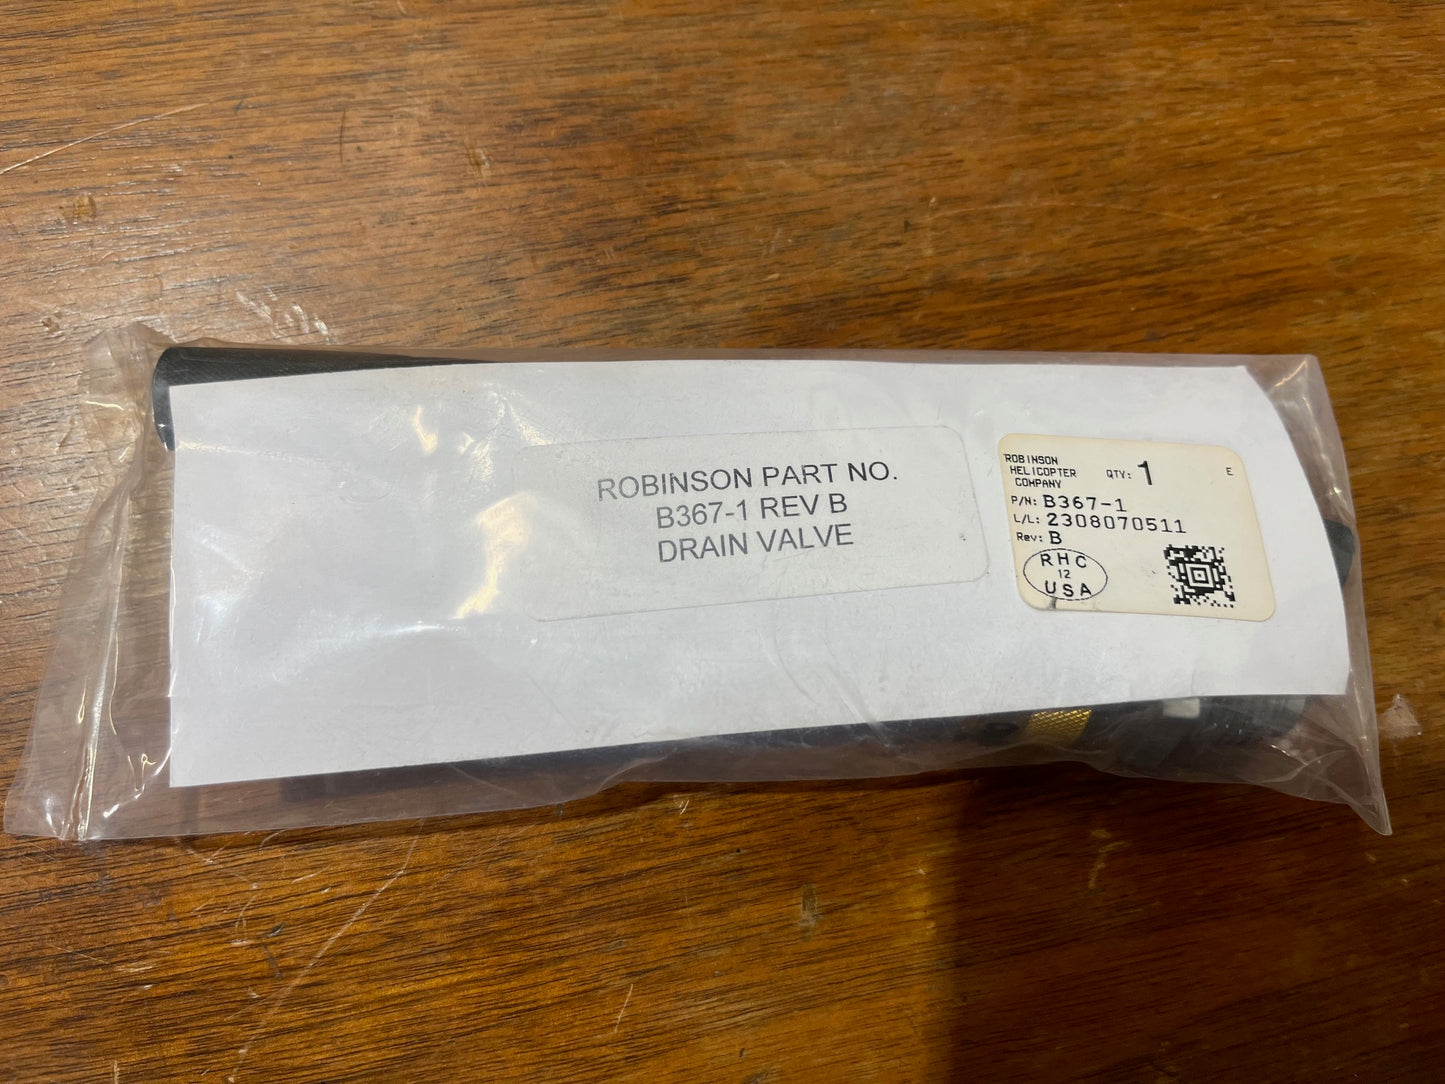 ROBINSON PART NO.
B367-1 REV B
DRAIN VALVE
ROBINSON
HELICOPTER
COMPANY
QTY: 1
E
P/N: B367-1
L/L: 2308070511
Rev: B
RHC
12
USA